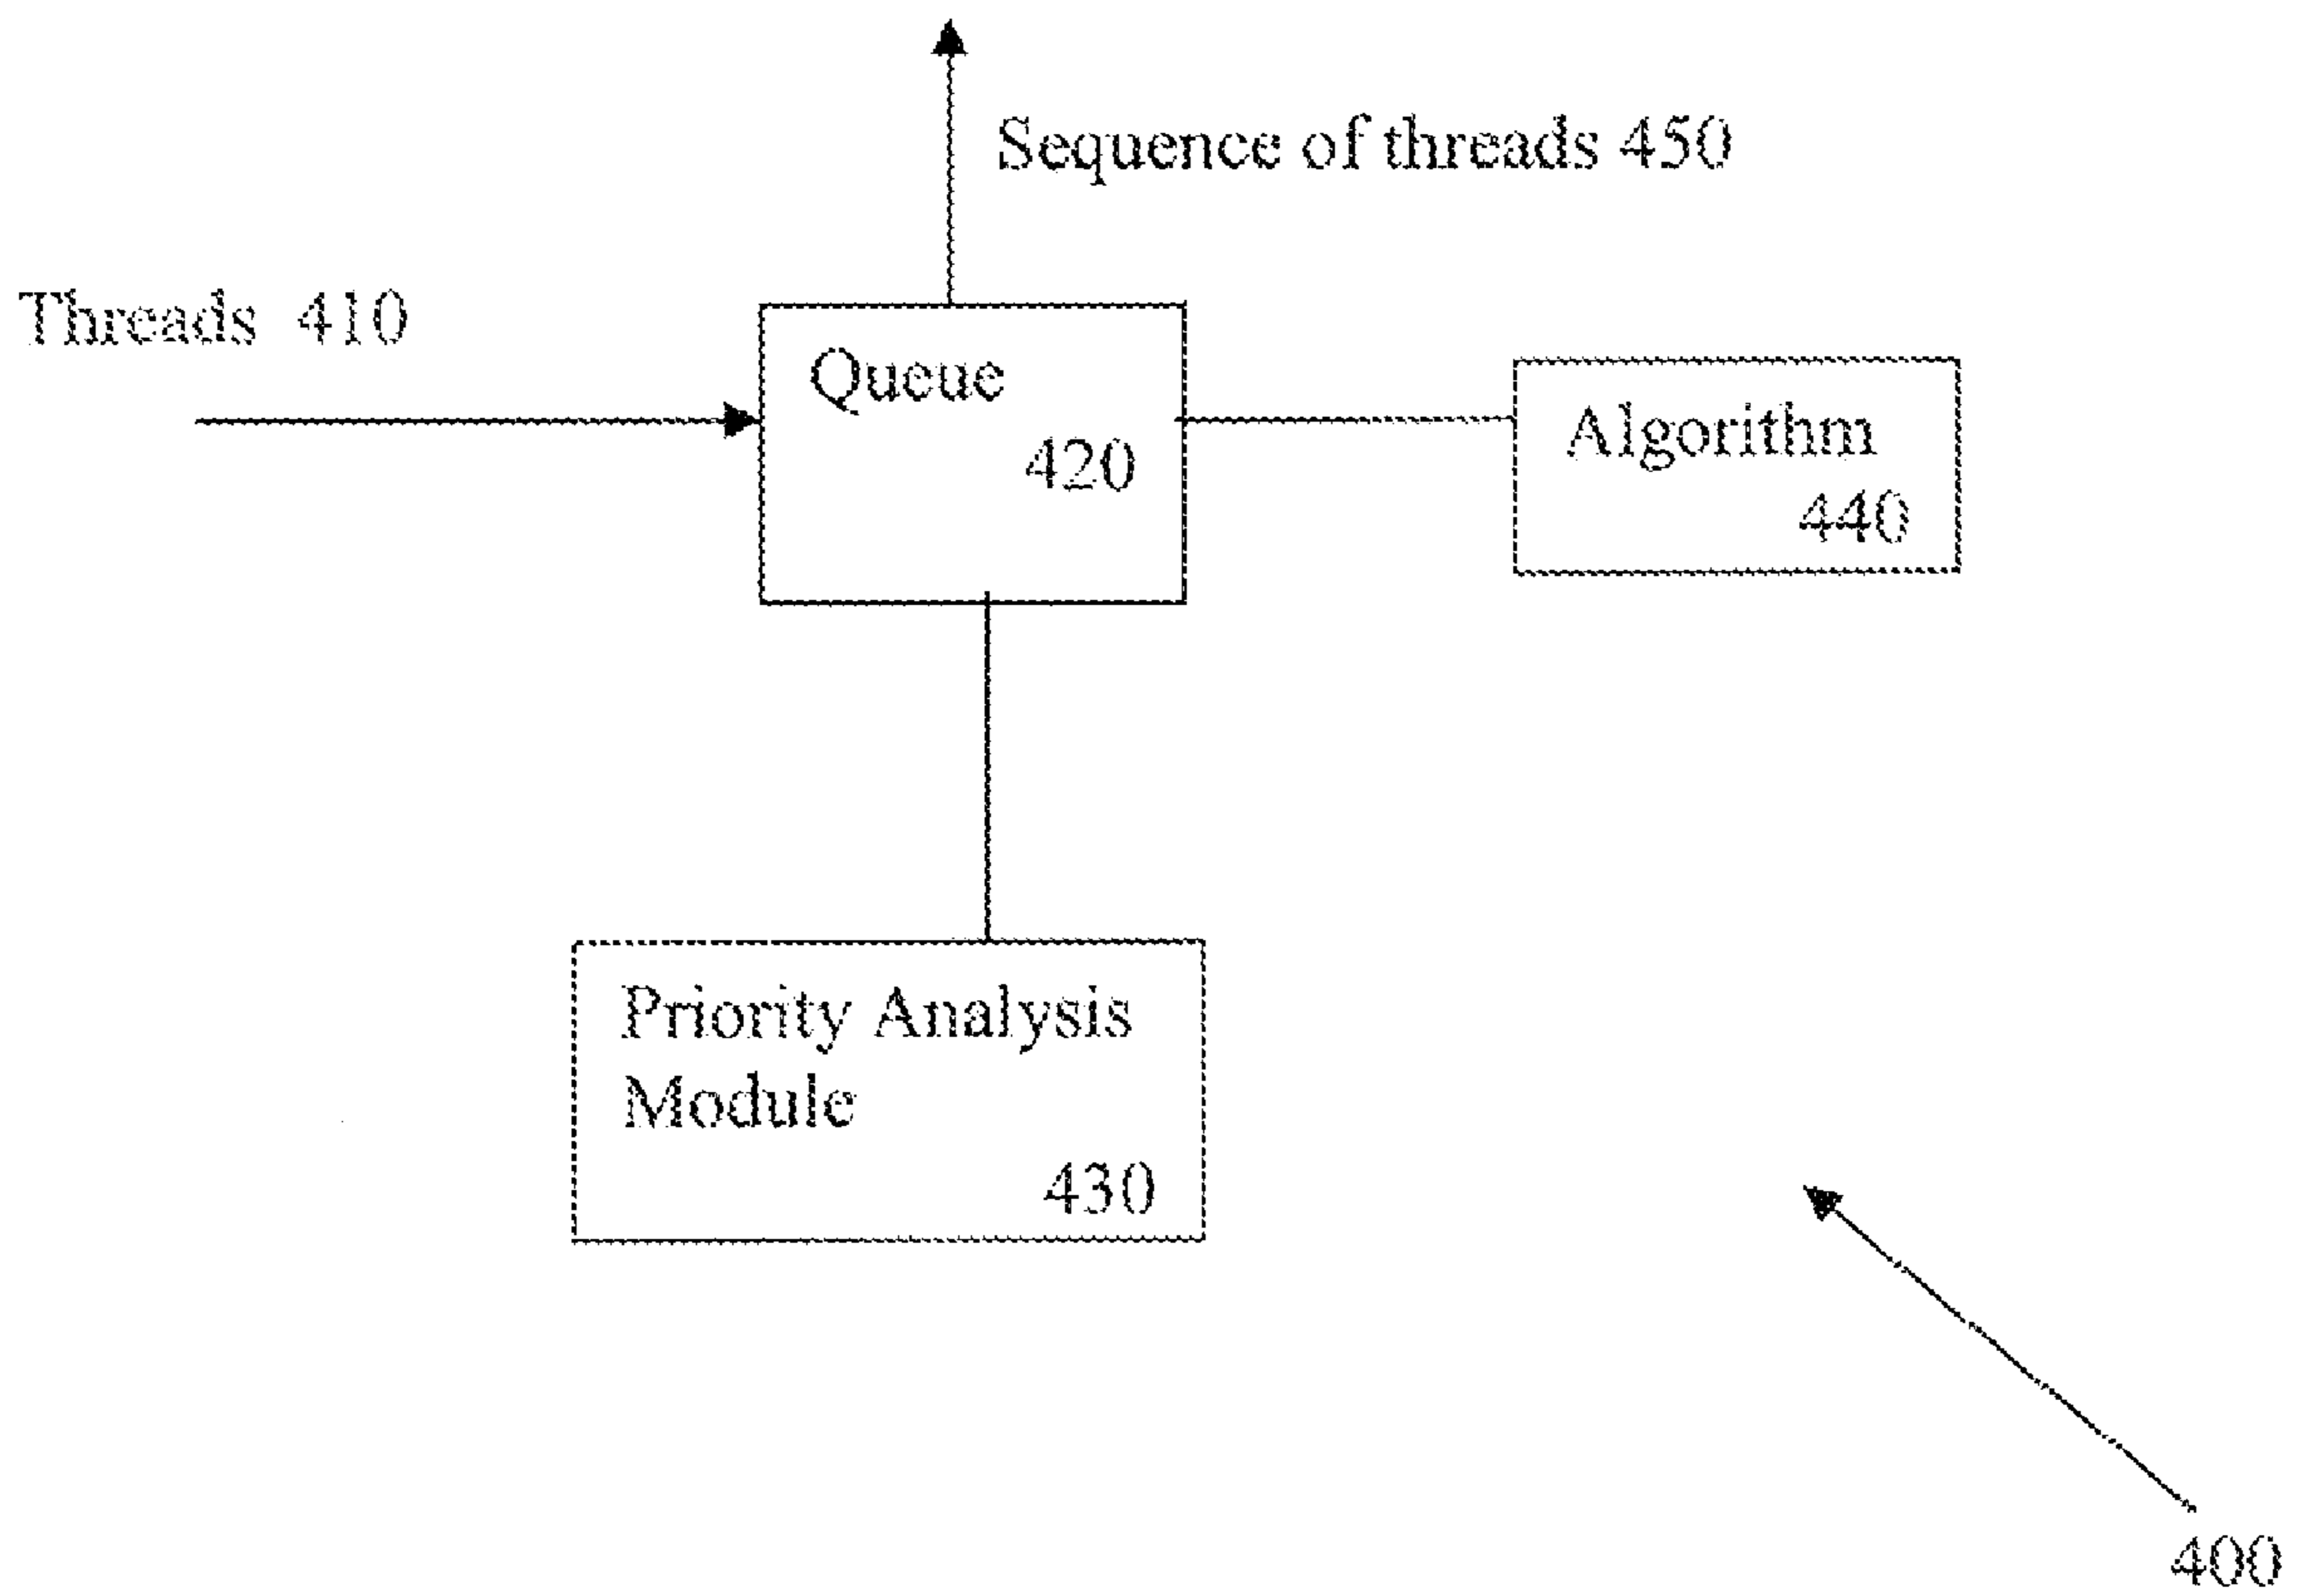 Sequence of threads 450
Threads 410
Queue
420
Algorithm
440
Priority Analysis
Module
430
400